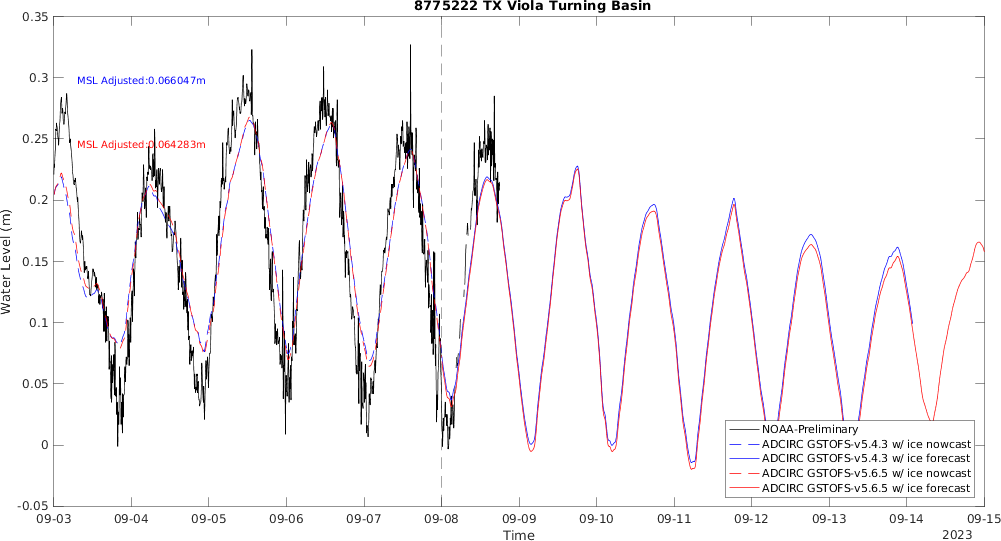 8775222 TX Viola Turning Basin
0.35
0.3
0.25
0.2
0.15
0.1
0.05
0
-0.05
Water Level (m)
MSL Adjusted:0.066047m
MSL Adjusted:0.064283m
NOAA-Preliminary
ADCIRC GSTOFS-v5.4.3 w/ ice nowcast
ADCIRC GSTOFS-v5.4.3 w/ ice forecast
ADCIRC GSTOFS-v5.6.5 w/ ice nowcast
ADCIRC GSTOFS-v5.6.5 w/ ice forecast
09-03 09-04 09-05 09-06 09-07 09-08 09-09 09-10 09-11 09-12 09-13 09-14 09-15
Time
2023